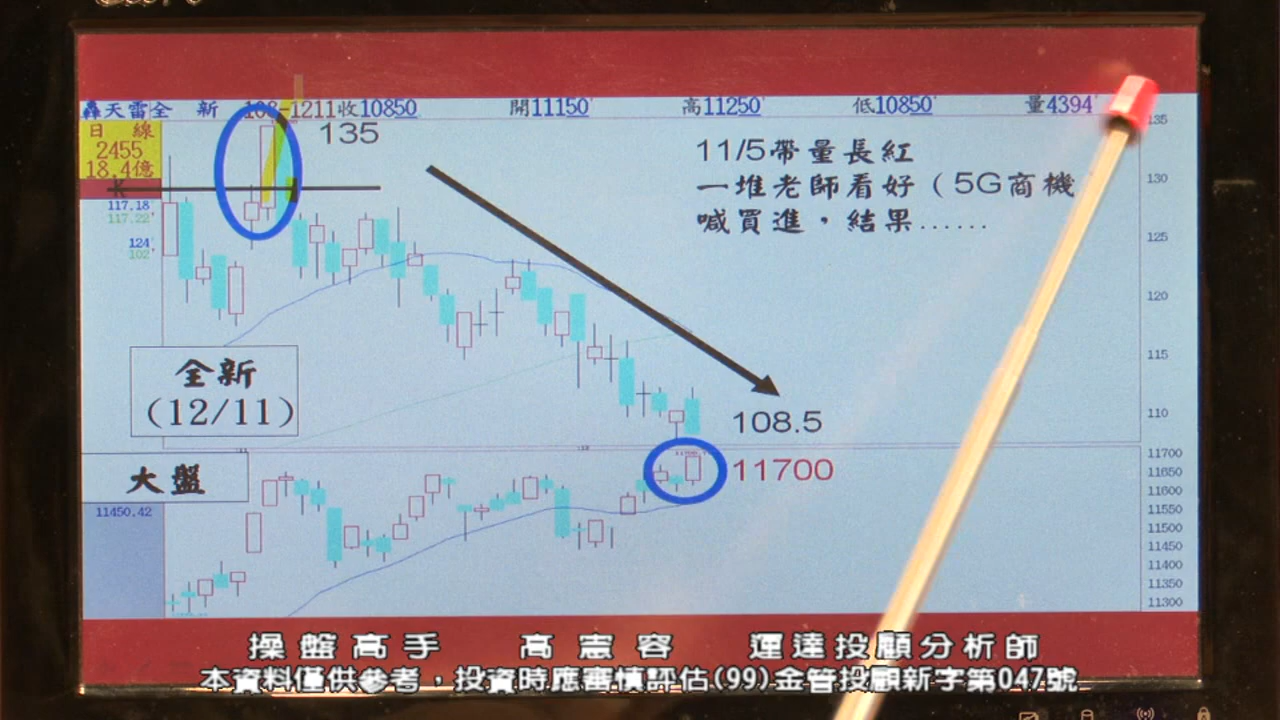 轟天雷全 新 108-1211收10850 開11150 高11250 低10850 量4394
日 線
2455
18.4億
K
117.18
117.22
124
102
135
11/5帶量長紅
一堆老師看好（5G商機
喊買進，結果......
135
130
125
120
115
110
全新
(12/11)
108.5
大盤
11700
11450.42
11700
11650
11600
11550
11500
11450
11400
11350
11300
操盤高手 高憲容 運達投顧分析師
本資料僅供參考，投資時應審慎評估(99)金管投顧新字第047號